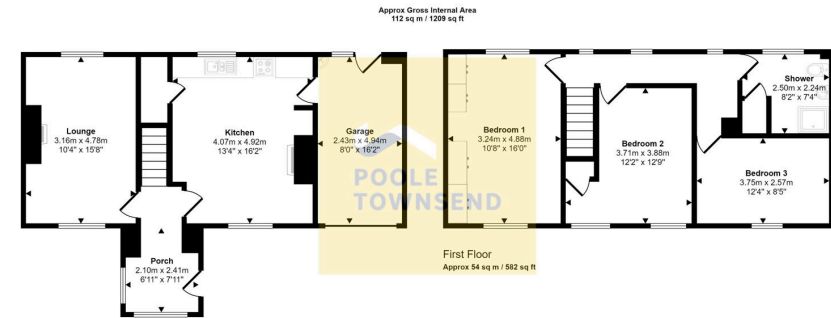 Approx Gross Internal Area
112 sq m / 1209 sq ft
Lounge
3.16m x 4.78m
10'4" x 15'8"
Kitchen
4.07m x 4.92m
13'4" x 16'2"
Garage
2.43m x 4.94m
8'0" x 16'2"
Porch
2.10m x 2.41m
6'11" x 7'11"
POOLE
TOWNSEND
Bedroom 1
3.24m x 4.88m
10'8" x 16'0"
Bedroom 2
3.71m x 3.88m
12'2" x 12'9"
Shower
2.50m x 2.24m
8'2" x 7'4"
Bedroom 3
3.75m x 2.57m
12'4" x 8'5"
First Floor
Approx 54 sq m / 582 sq ft